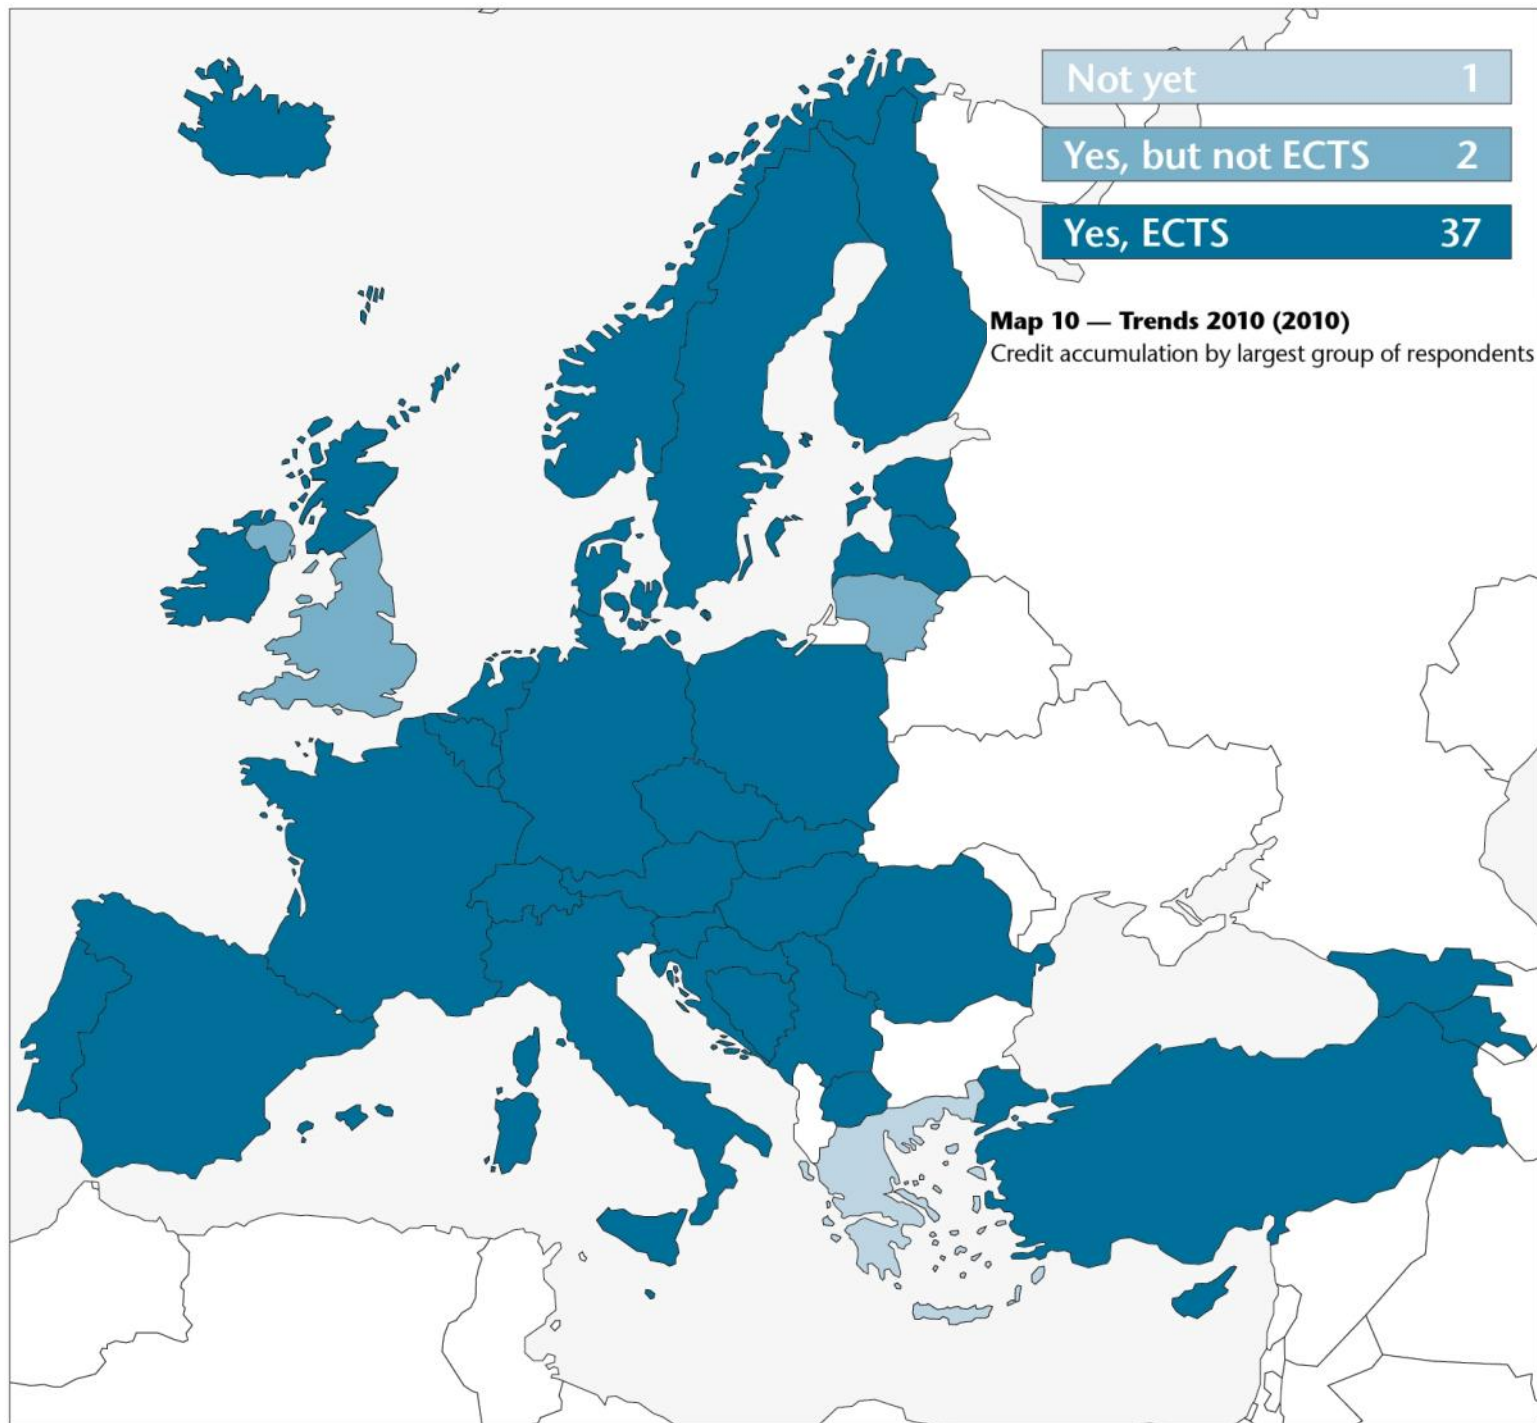 Not yet 1
Yes, but not ECTS 2
Yes, ECTS 37
Map 10 — Trends 2010 (2010)
Credit accumulation by largest group of respondents